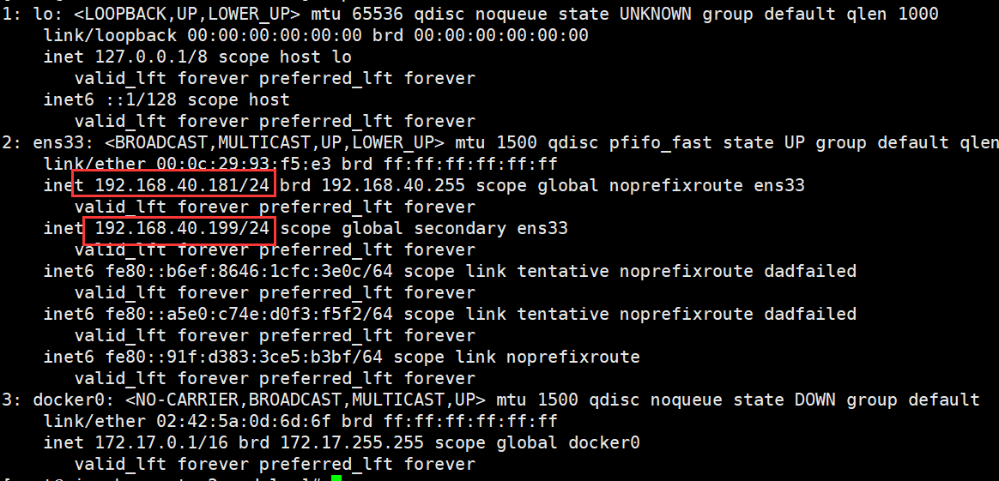 1: lo: <LOOPBACK,UP,LOWER_UP> mtu 65536 qdisc noqueue state UNKNOWN group default qlen 1000
link/loopback 00:00:00:00:00:00 brd 00:00:00:00:00:00
inet 127.0.0.1/8 scope host lo
valid_lft forever preferred_lft forever
inet6 ::1/128 scope host
valid_lft forever preferred_lft forever
2: ens33: <BROADCAST,MULTICAST,UP,LOWER_UP> mtu 1500 qdisc pfifo_fast state UP group default qlen
link/ether 00:0c:29:93:f5:e3 brd ff:ff:ff:ff:ff:ff
inet 192.168.40.181/24 brd 192.168.40.255 scope global noprefixroute ens33
valid_lft forever preferred_lft forever
inet 192.168.40.199/24 scope global secondary ens33
valid_lft forever preferred_lft forever
inet6 fe80::b6ef:8646:1cfc:3e0c/64 scope link tentative noprefixroute dadfailed
valid_lft forever preferred_lft forever
inet6 fe80::a5e0:c74e:d0f3:f5f2/64 scope link tentative noprefixroute dadfailed
valid_lft forever preferred_lft forever
inet6 fe80::91f:d383:3ce5:b3bf/64 scope link noprefixroute
valid_lft forever preferred_lft forever
3: docker0: <NO-CARRIER,BROADCAST,MULTICAST,UP> mtu 1500 qdisc noqueue state DOWN group default
link/ether 02:42:5a:0d:6d:6f brd ff:ff:ff:ff:ff:ff
inet 172.17.0.1/16 brd 172.17.255.255 scope global docker0
valid_lft forever preferred_lft forever